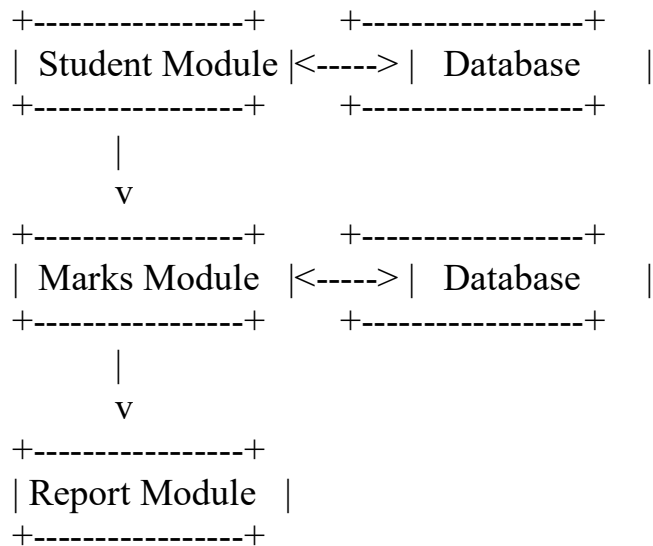 +-----------------+ +------------------+
| Student Module |<-----> | Database |
+-----------------+ +------------------+
|
v
+-----------------+ +------------------+
| Marks Module |<-----> | Database |
+-----------------+ +------------------+
|
v
+-----------------+
| Report Module |
+-----------------+